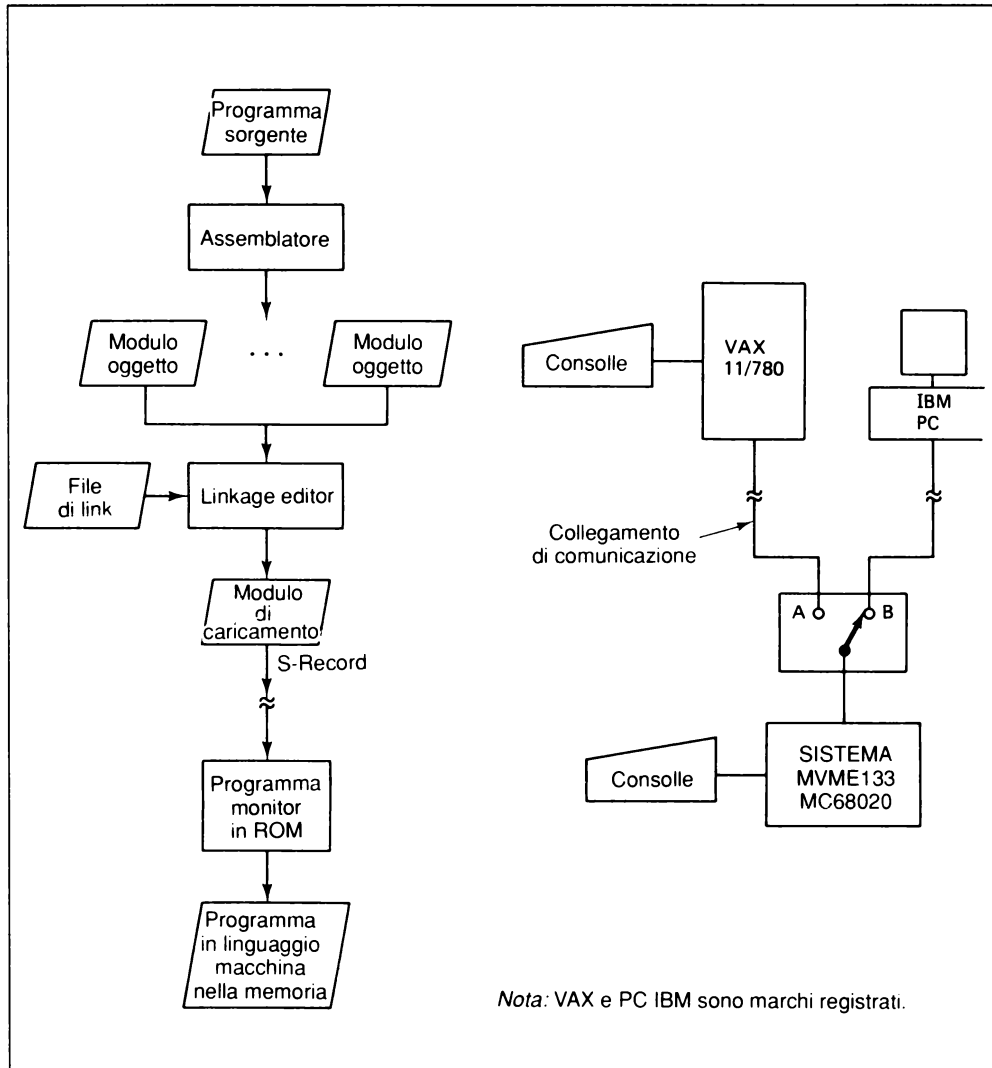 Programma
sorgente
Assemblatore
Modulo
oggetto
. . .
Modulo
oggetto
File
di link
Linkage editor
Modulo
di
caricamento
S-Record
Programma
monitor
in ROM
Programma
in linguaggio
macchina
nella memoria
Consolle
VAX
11/780
IBM
PC
Collegamento
di comunicazione
A
B
Consolle
SISTEMA
MVME133
MC68020
Nota: VAX e PC IBM sono marchi registrati.